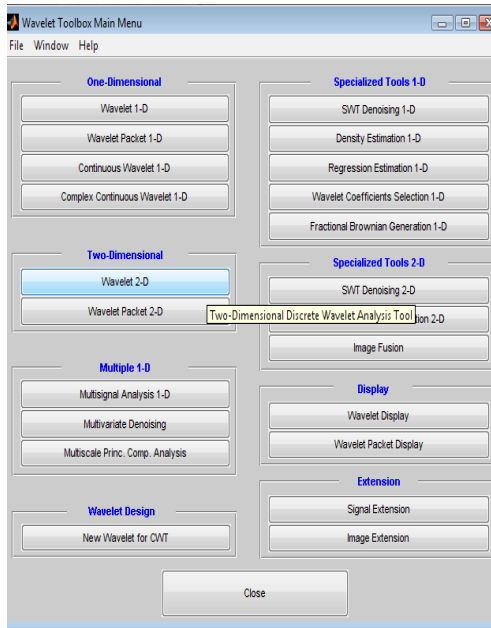 Wavelet Toolbox Main Menu
File Window Help
One-Dimensional
Wavelet 1-D
Wavelet Packet 1-D
Continuous Wavelet 1-D
Complex Continuous Wavelet 1-D
Two-Dimensional
Wavelet 2-D
Wavelet Packet 2-D
Two-Dimensional Discrete Wavelet Analysis Tool
Multiple 1-D
Multisignal Analysis 1-D
Multivariate Denoising
Multiscale Princ. Comp. Analysis
Wavelet Design
New Wavelet for CWT
Specialized Tools 1-D
SWT Denoising 1-D
Density Estimation 1-D
Regression Estimation 1-D
Wavelet Coefficients Selection 1-D
Fractional Brownian Generation 1-D
Specialized Tools 2-D
SWT Denoising 2-D
2-D
Image Fusion
Display
Wavelet Display
Wavelet Packet Display
Extension
Signal Extension
Image Extension
Close